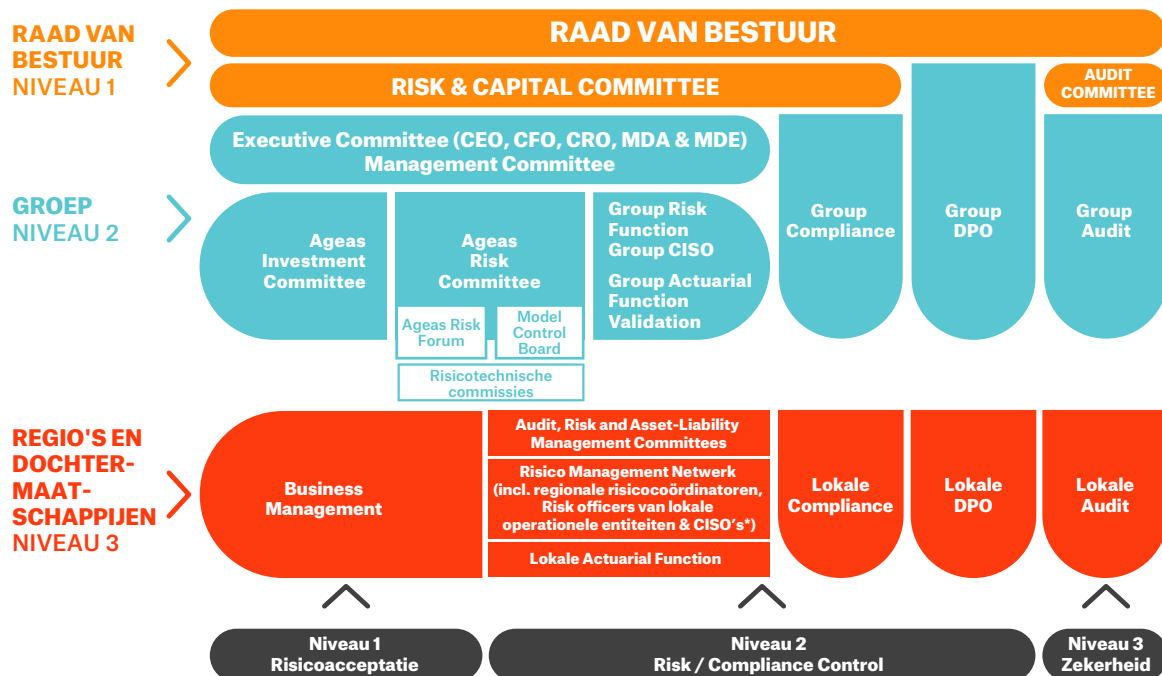 RAAD VAN
BESTUUR
NIVEAU 1
RAAD VAN BESTUUR
RISK & CAPITAL COMMITTEE
AUDIT
COMMITTEE
Executive Committee (CEO, CFO, CRO, MDA & MDE)
Management Committee
GROEP
NIVEAU 2
Ageas
Investment
Committee
Ageas
Risk
Committee
Ageas Risk
Forum
Model
Control
Board
Risicotechnische
commissies
Group Risk
Function
Group CISO
Group Actuarial
Function
Validation
Group
Compliance
Group
DPO
Group
Audit
REGIO'S EN
DOCHTER-
MAAT-
SCHAPPIJEN
NIVEAU 3
Business
Management
Audit, Risk and Asset-Liability
Management Committees
Risico Management Netwerk
(incl. regionale risicocoördinatoren,
Risk officers van lokale
operationele entiteiten & CISO's*)
Lokale Actuarial Function
Lokale
Compliance
Lokale
DPO
Lokale
Audit
Niveau 1
Risicoacceptatie
Niveau 2
Risk / Compliance Control
Niveau 3
Zekerheid